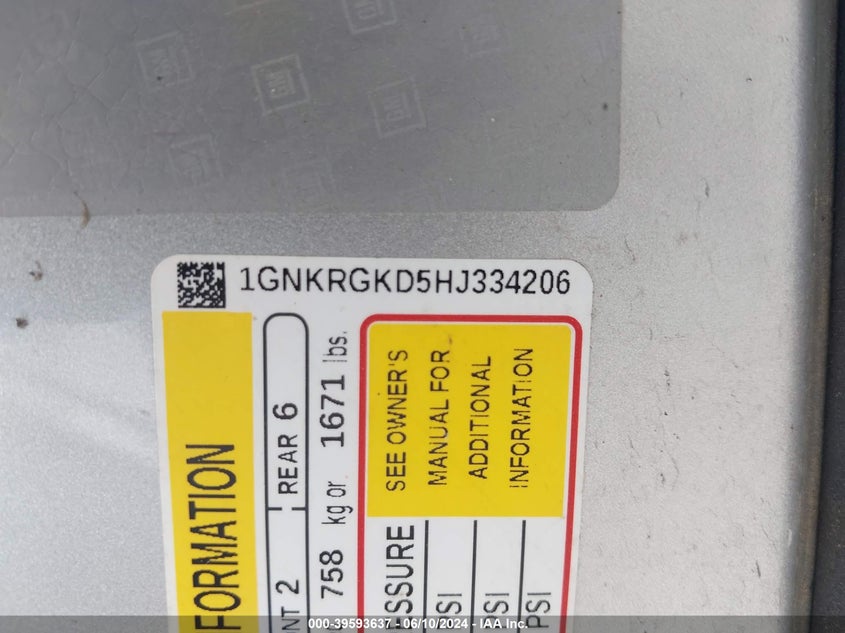 1GNKRGKD5HJ334206
FORMATION
NT 2 REAR 6
758 kg or 1671 lbs.
SSURE
SEE OWNER'S
MANUAL FOR
ADDITIONAL
INFORMATION
SI
SI
PSI
000-39593637 - 06/10/2024 - IAA Inc.